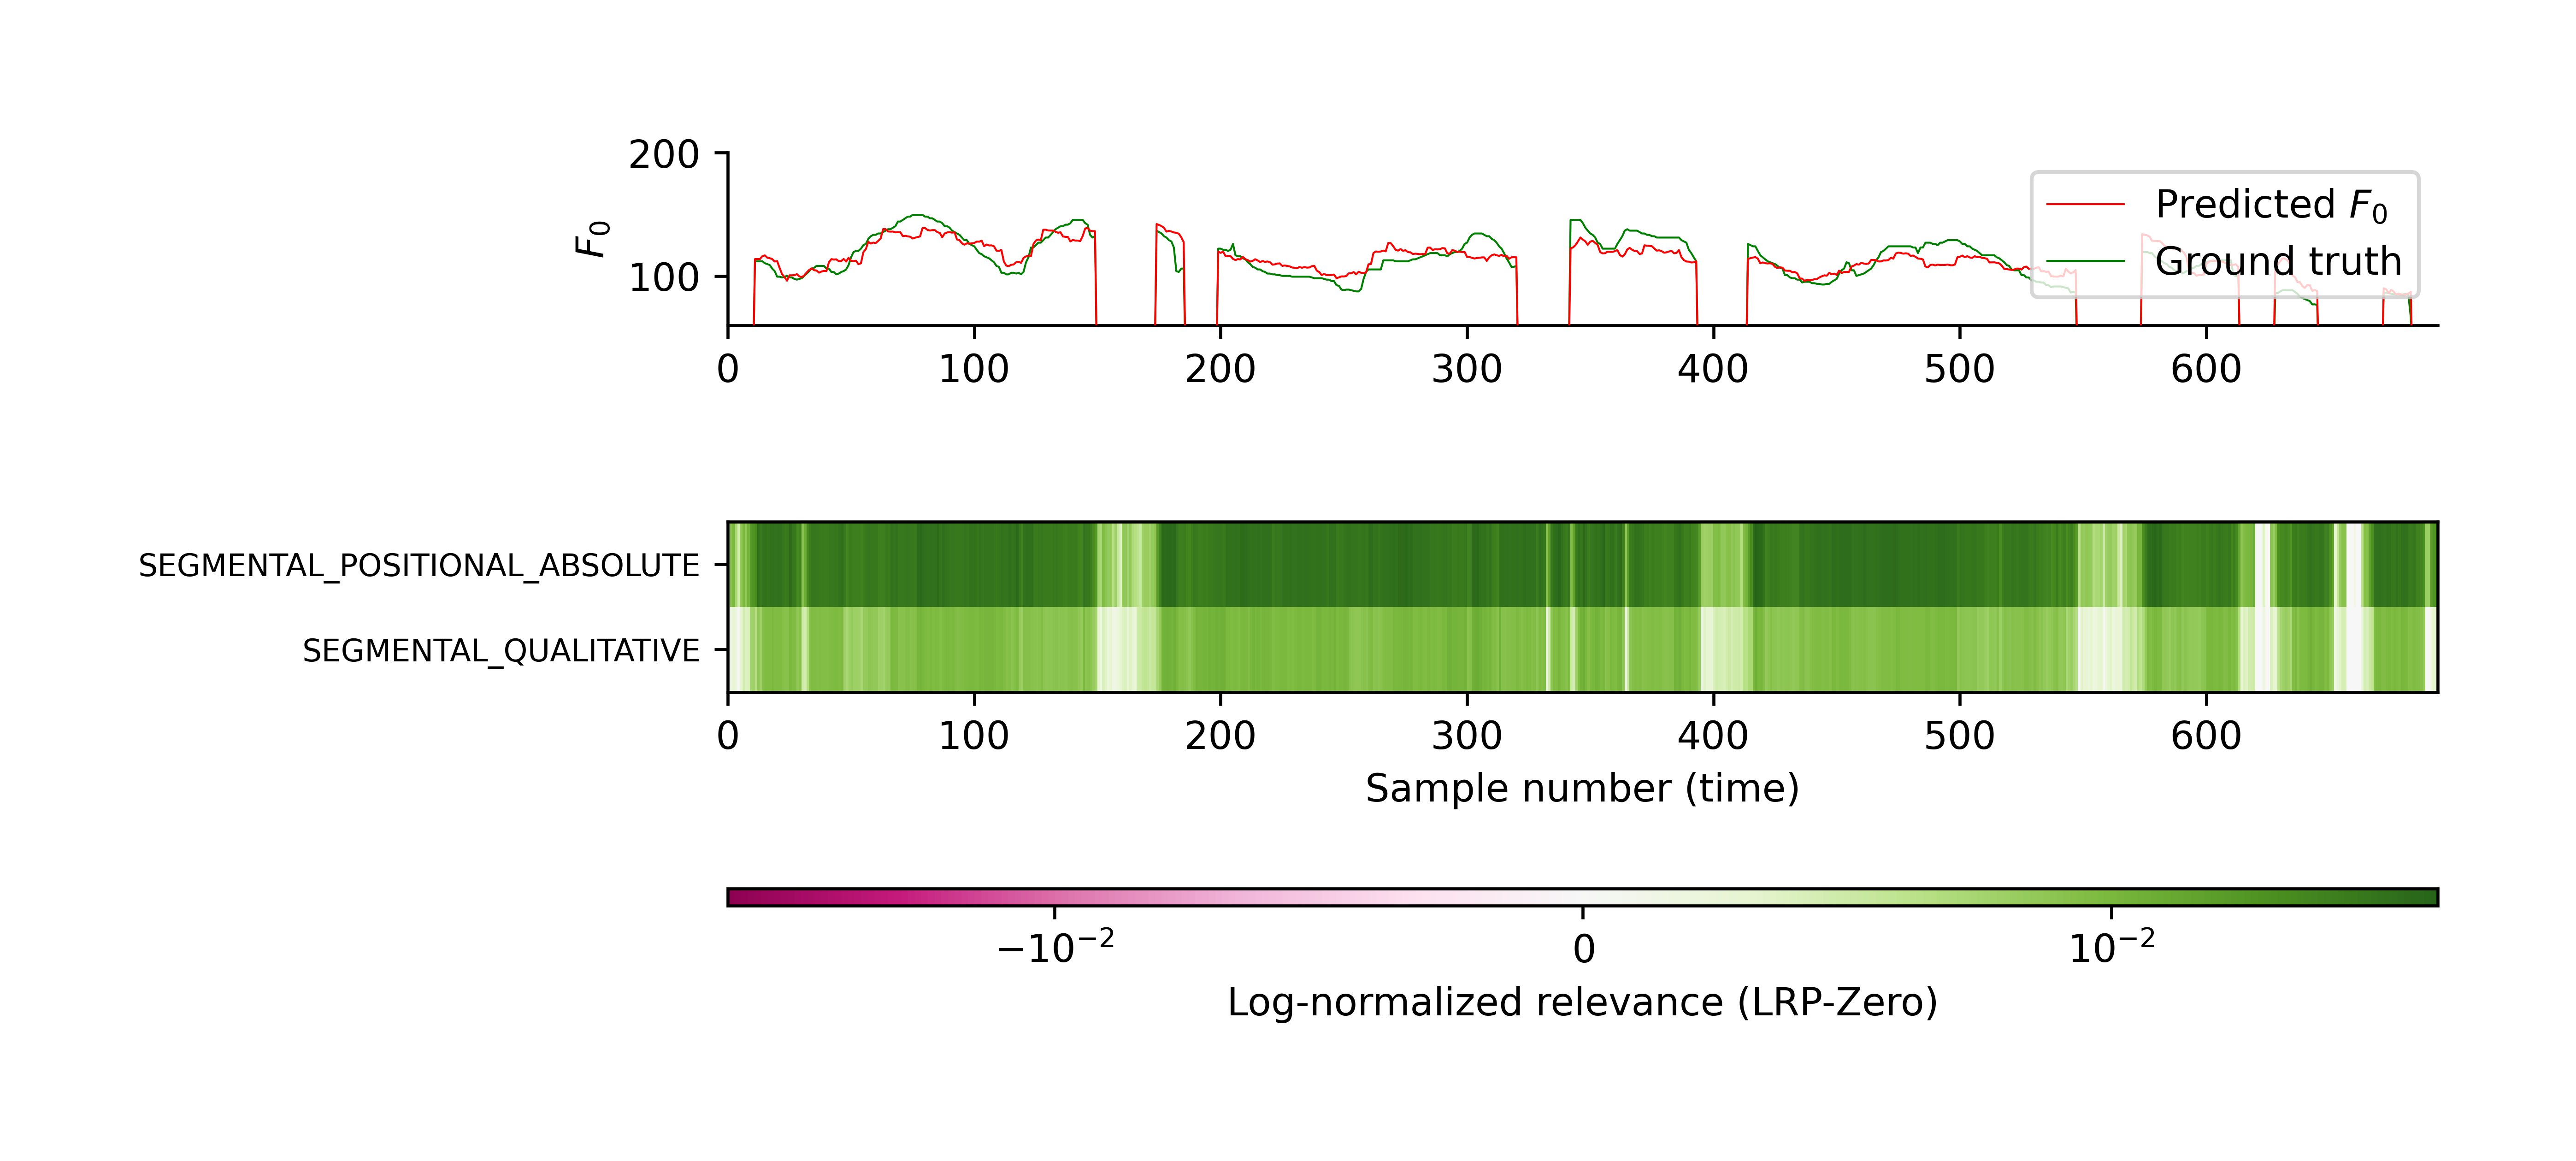 200
100
F₀
Predicted F₀
Ground truth
0 100 200 300 400 500 600
SEGMENTAL_POSITIONAL_ABSOLUTE
SEGMENTAL_QUALITATIVE
0 100 200 300 400 500 600
Sample number (time)
−10⁻² 0 10⁻²
Log-normalized relevance (LRP-Zero)